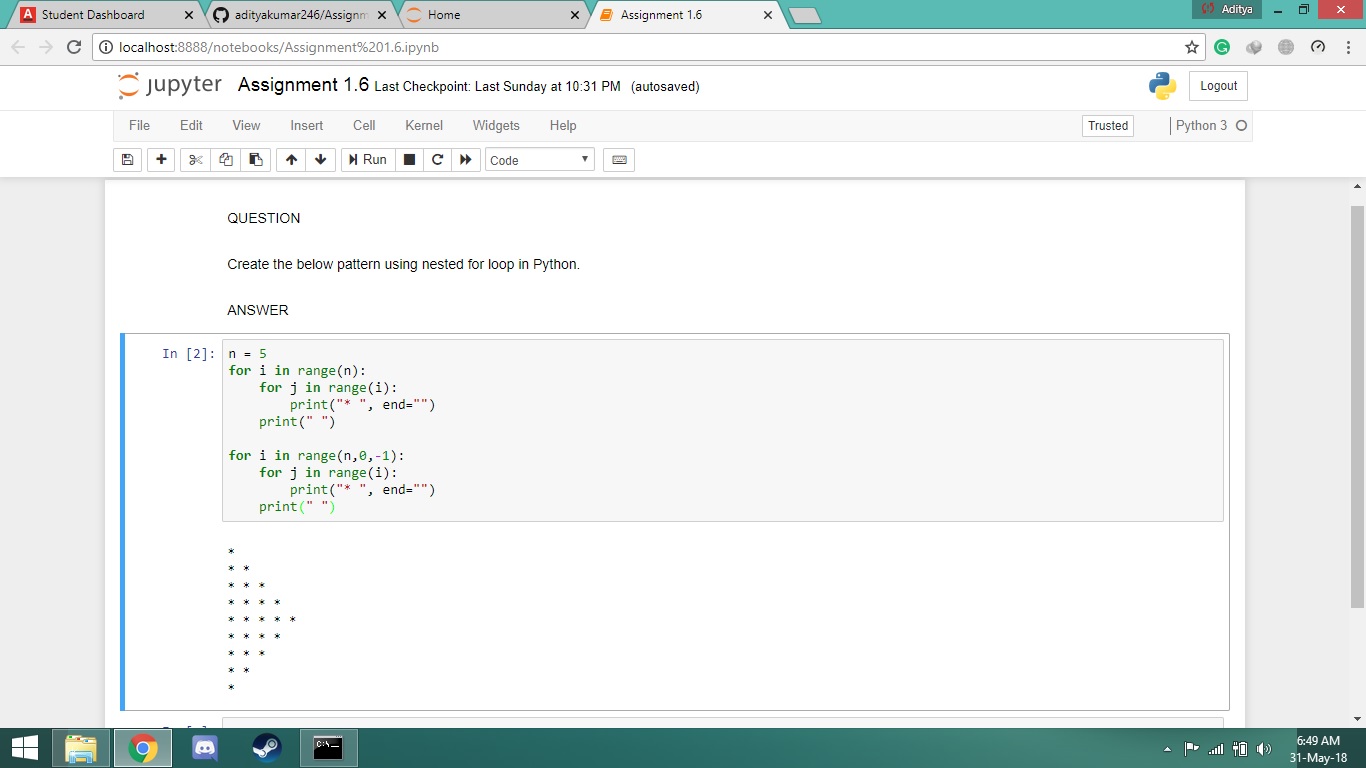 Student Dashboard
adityakumar246/Assignm
Home
Assignment 1.6
Aditya
localhost:8888/notebooks/Assignment%201.6.ipynb
jupyter Assignment 1.6 Last Checkpoint: Last Sunday at 10:31 PM (autosaved)
Logout
File Edit View Insert Cell Kernel Widgets Help
Trusted
Python 3
Run
Code
QUESTION
Create the below pattern using nested for loop in Python.
ANSWER
In [2]:
n = 5
for i in range(n):
    for j in range(i):
        print("* ", end="")
    print(" ")

for i in range(n,0,-1):
    for j in range(i):
        print("* ", end="")
    print(" ")

*
* *
* * *
* * * *
* * * * *
* * * *
* * *
* *
*
6:49 AM
31-May-18